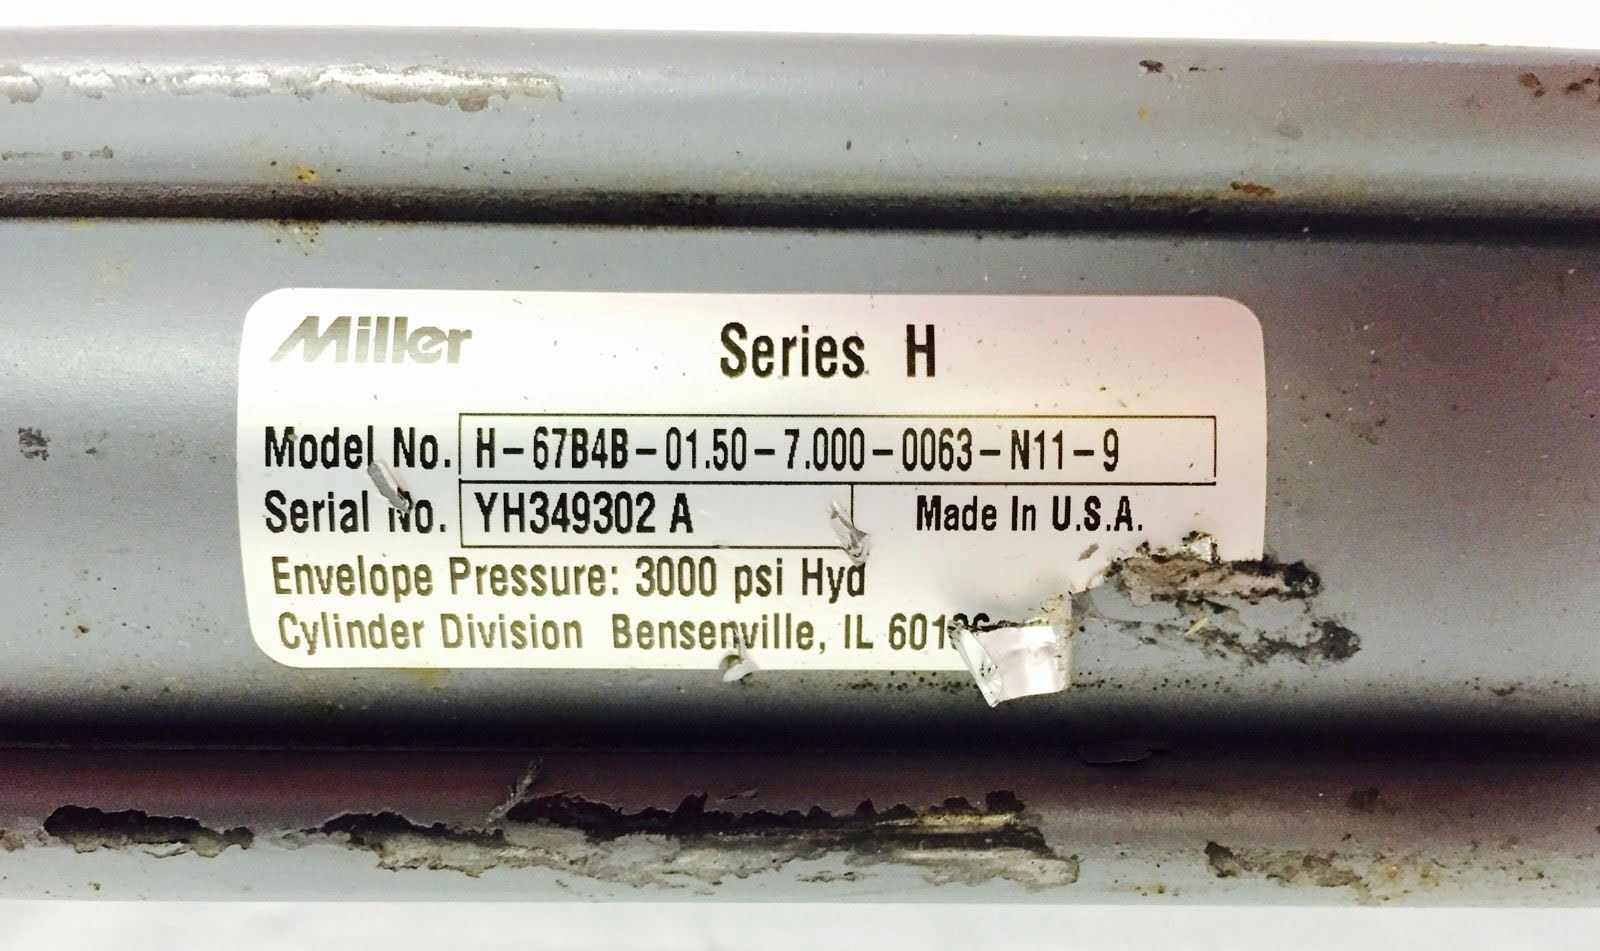 Miller Series H
Model No. H-67B4B-01.50-7.000-0063-N11-9
Serial No. YH349302 A Made In U.S.A.
Envelope Pressure: 3000 psi Hyd
Cylinder Division Bensenville, IL